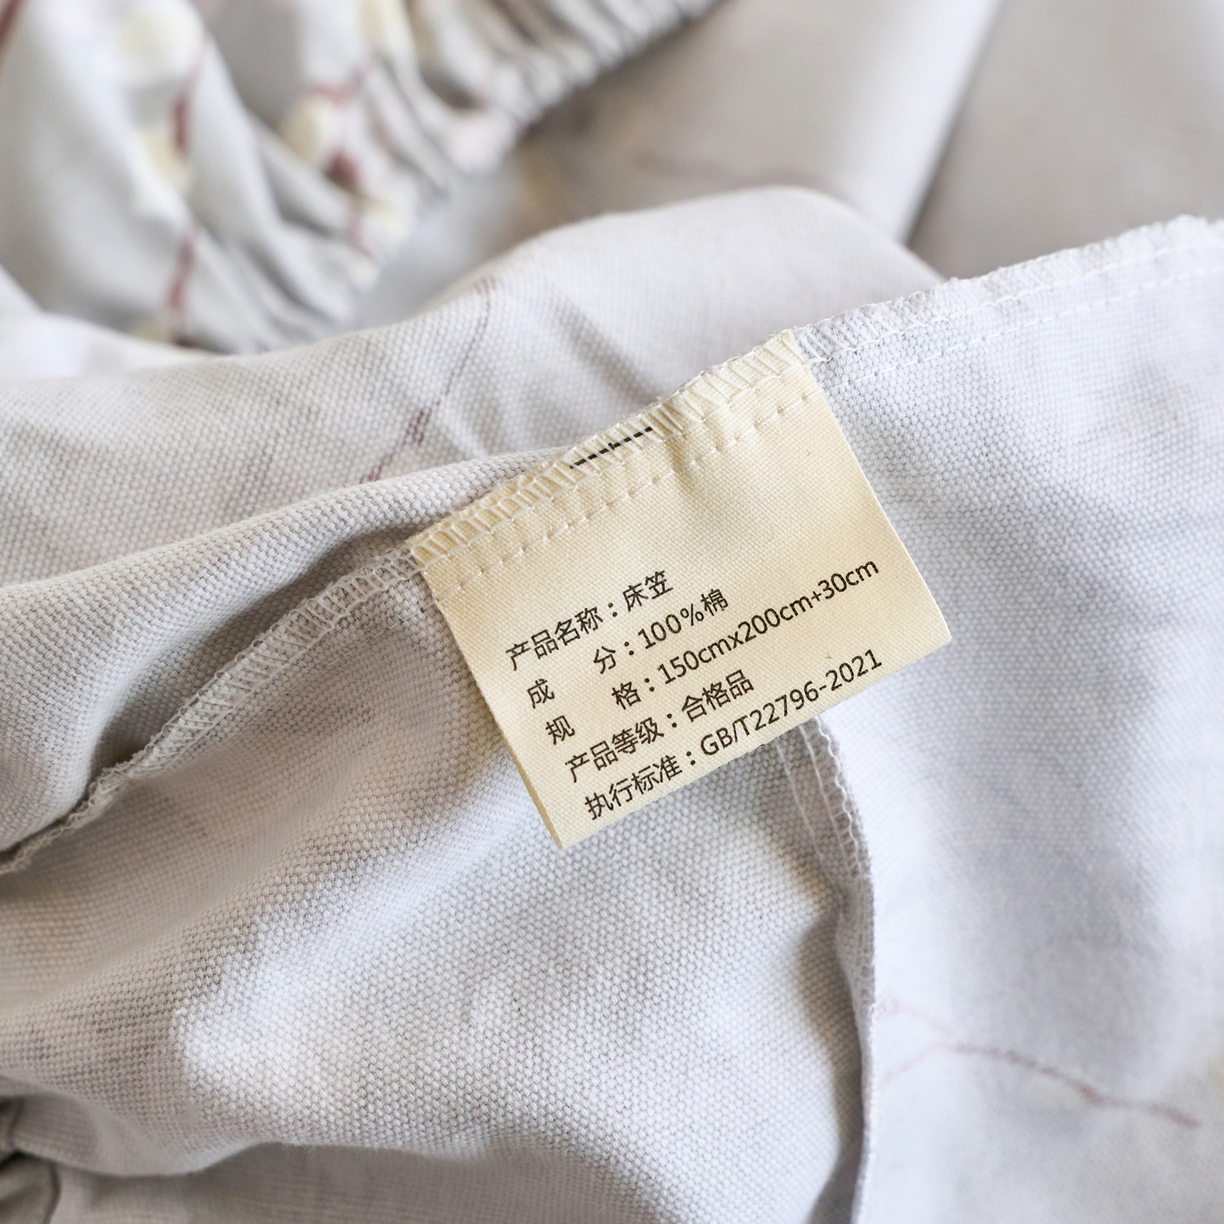 产品名称：床笠
成　　分：100%棉
规　　格：150cmx200cm+30cm
产品等级：合格品
执行标准：GB/T22796-2021